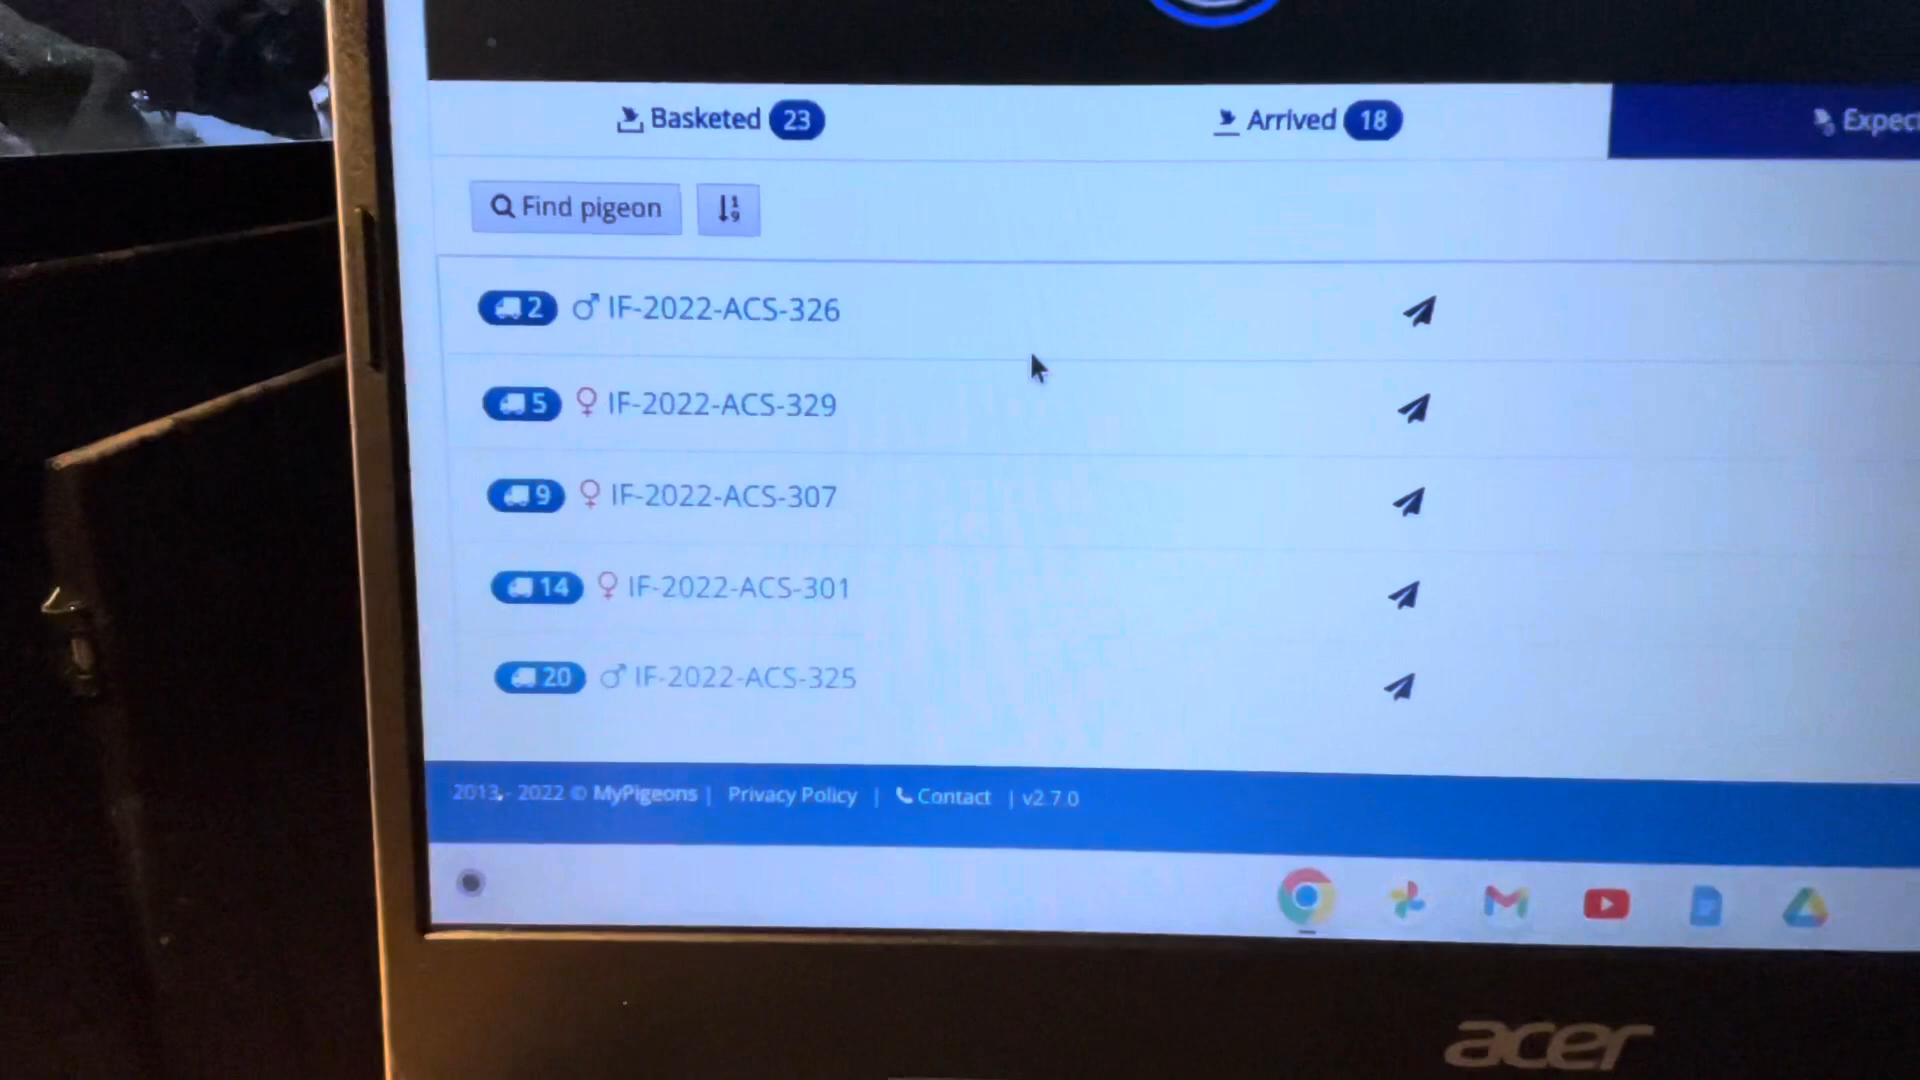 Basketed 23
Arrived 18
Find pigeon
2 IF-2022-ACS-326
5 IF-2022-ACS-329
9 IF-2022-ACS-307
14 IF-2022-ACS-301
20 IF-2022-ACS-325
2013 - 2022 © MyPigeons | Privacy Policy | Contact | v2.7.0
acer